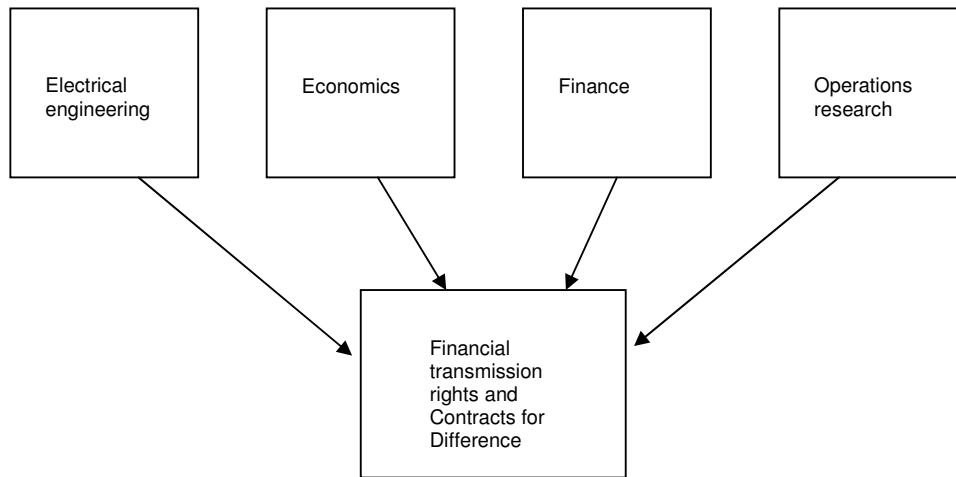 Electrical
engineering
Economics
Finance
Operations
research
Financial
transmission
rights and
Contracts for
Difference